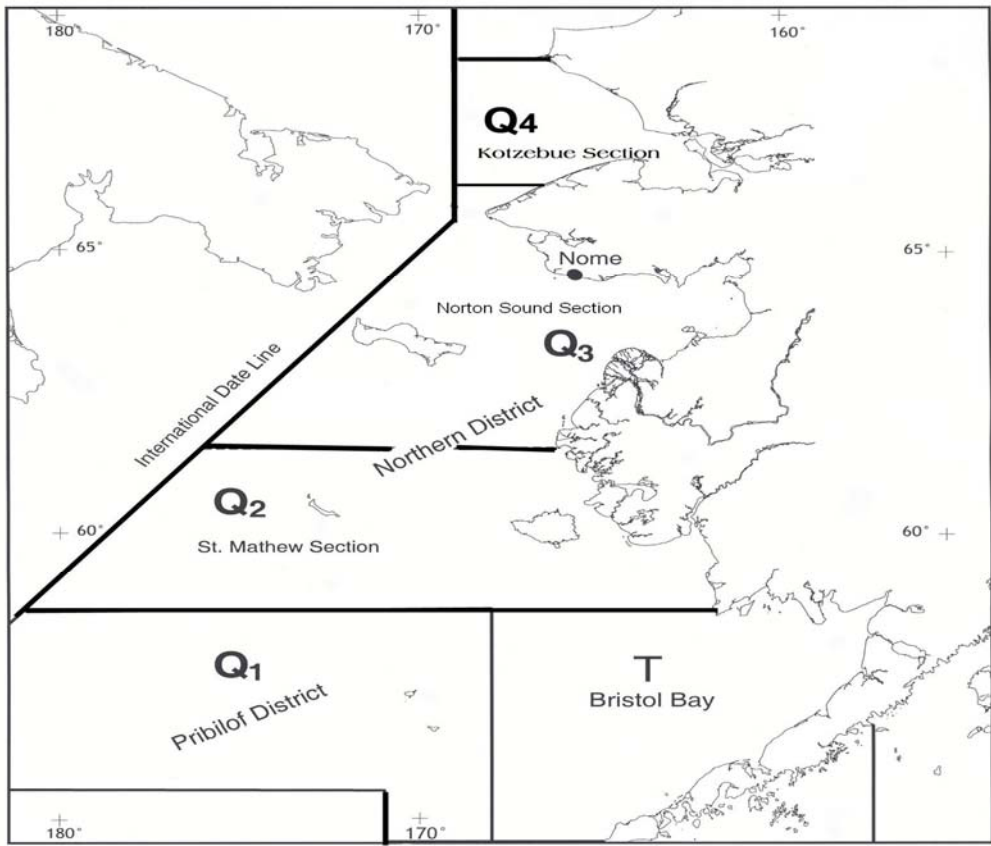 180°
170°
160°
Q4
Kotzebue Section
65°
65°
Nome
Norton Sound Section
Q3
International Date Line
Northern District
Q2
60°
60°
St. Mathew Section
Q1
T
Bristol Bay
Pribilof District
180°
170°